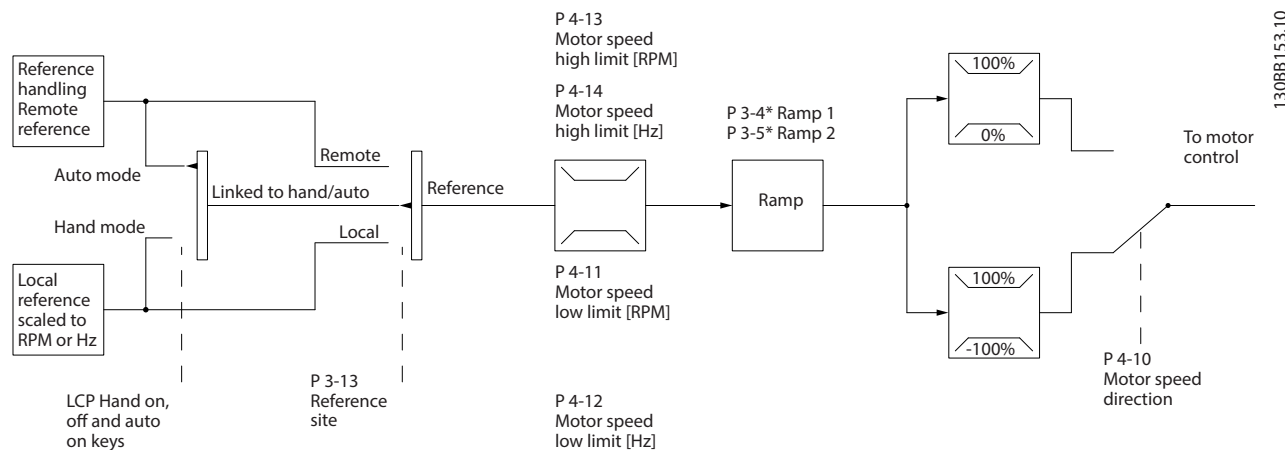 Reference
handling
Remote
reference
Auto mode
Hand mode
Local
reference
scaled to
RPM or Hz
LCP Hand on,
off and auto
on keys
Linked to hand/auto
Remote
Local
P 3-13
Reference
site
Reference
P 4-13
Motor speed
high limit [RPM]
P 4-14
Motor speed
high limit [Hz]
P 4-11
Motor speed
low limit [RPM]
P 4-12
Motor speed
low limit [Hz]
P 3-4* Ramp 1
P 3-5* Ramp 2
Ramp
100%
0%
100%
-100%
To motor
control
P 4-10
Motor speed
direction
130BB153.10